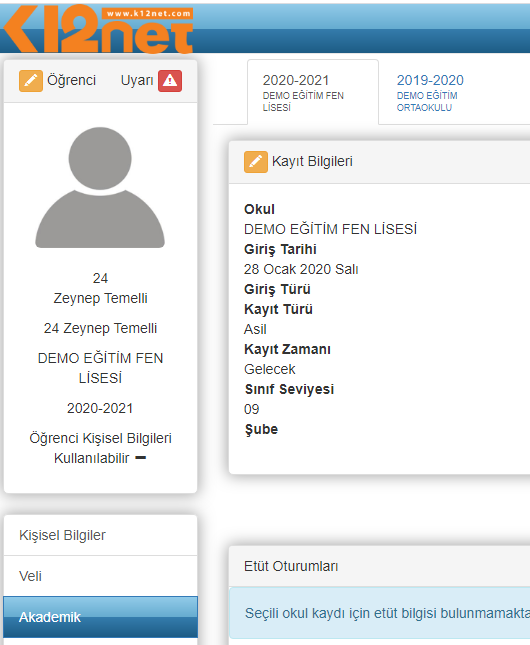 K12net
www.k12net.com
Öğrenci Uyarı
24
Zeynep Temelli
24 Zeynep Temelli
DEMO EĞİTİM FEN
LİSESİ
2020-2021
Öğrenci Kişisel Bilgileri
Kullanılabilir
Kişisel Bilgiler
Veli
Akademik
2020-2021
DEMO EĞİTİM FEN
LİSESİ
2019-2020
DEMO EĞİTİM
ORTAOKULU
Kayıt Bilgileri
Okul
DEMO EĞİTİM FEN LİSESİ
Giriş Tarihi
28 Ocak 2020 Salı
Giriş Türü
Kayıt Türü
Asil
Kayıt Zamanı
Gelecek
Sınıf Seviyesi
09
Şube
Etüt Oturumları
Seçili okul kaydı için etüt bilgisi bulunmamakta